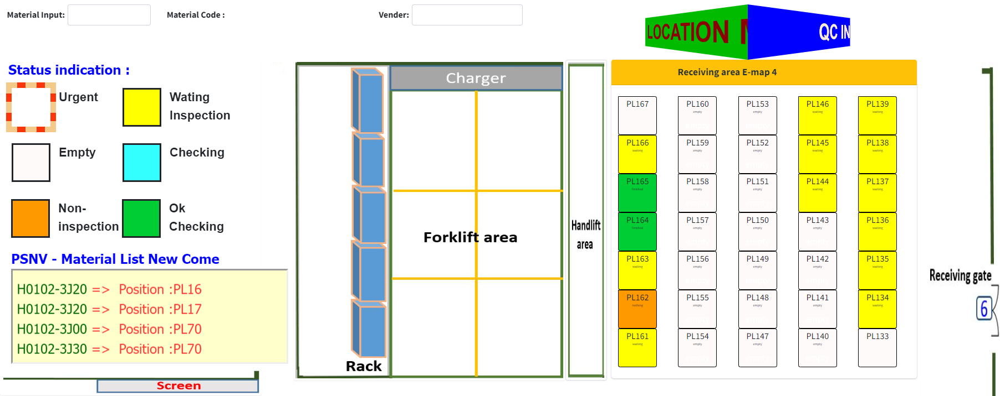 Material Input:
Material Code :
Vender:
LOCATION
QC IN
Status indication :
Urgent
Wating
Inspection
Empty
Checking
Non-
inspection
Ok
Checking
PSNV - Material List New Come
H0102-3J20 => Position :PL16
H0102-3J20 => Position :PL17
H0102-3J00 => Position :PL70
H0102-3J30 => Position :PL70
Screen
Charger
Forklift area
Rack
Handlift
area
Receiving area E-map 4
PL167 PL160 PL153 PL146 PL139
empty empty waiting waiting
PL166 PL159 PL152 PL145 PL138
waiting empty empty waiting waiting
PL165 PL158 PL151 PL144 PL137
finished empty empty waiting waiting
PL164 PL157 PL150 PL143 PL136
finished empty empty empty waiting
PL163 PL156 PL149 PL142 PL135
waiting empty empty empty waiting
PL162 PL155 PL148 PL141 PL134
nothing empty empty empty waiting
PL161 PL154 PL147 PL140 PL133
waiting empty empty empty
Receiving gate
6